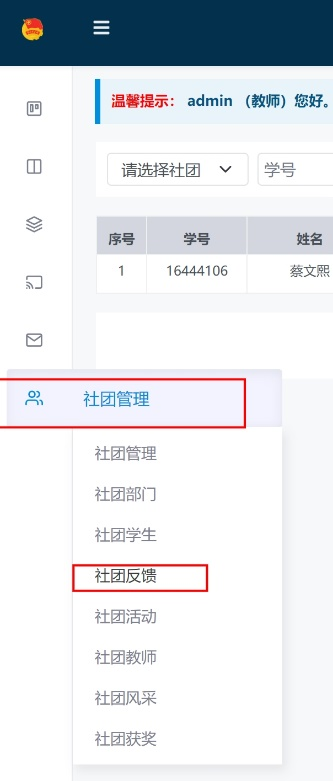 温馨提示： admin （教师）您好。
请选择社团 学号
序号 学号 姓名
1 16444106 蔡文熙
社团管理
社团管理
社团部门
社团学生
社团反馈
社团活动
社团教师
社团风采
社团获奖